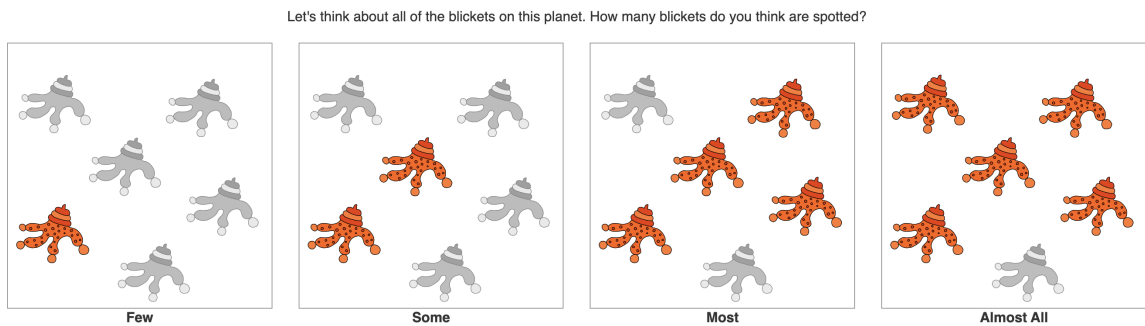 Let's think about all of the blickets on this planet. How many blickets do you think are spotted?
Few
Some
Most
Almost All